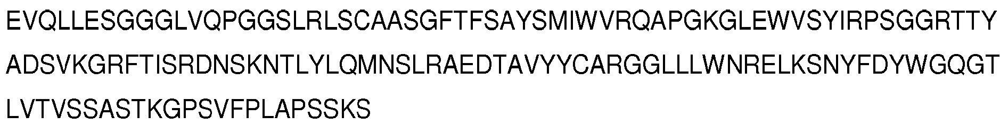 EVQLLESGGGLVQPGGSLRLSCAASGFTFSAYSMIWVRQAPGKGLEWVSYIRPSGGRTTY
ADSVKGRFTISRDNSKNTLYLQMNSLRAEDTAVYYCARGGLLLWNRELKSNYFDYWGQGT
LVTVSSASTKGPSVFPLAPSSKS